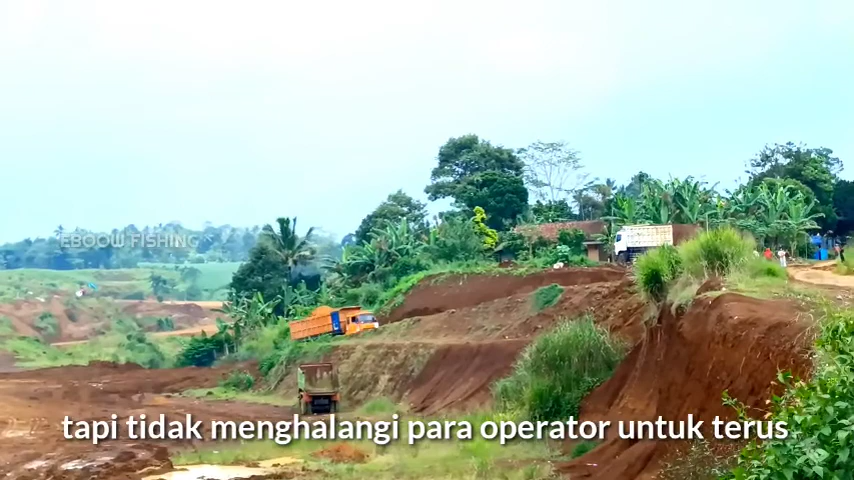 EBOOW FISHING
tapi tidak menghalangi para operator untuk terus